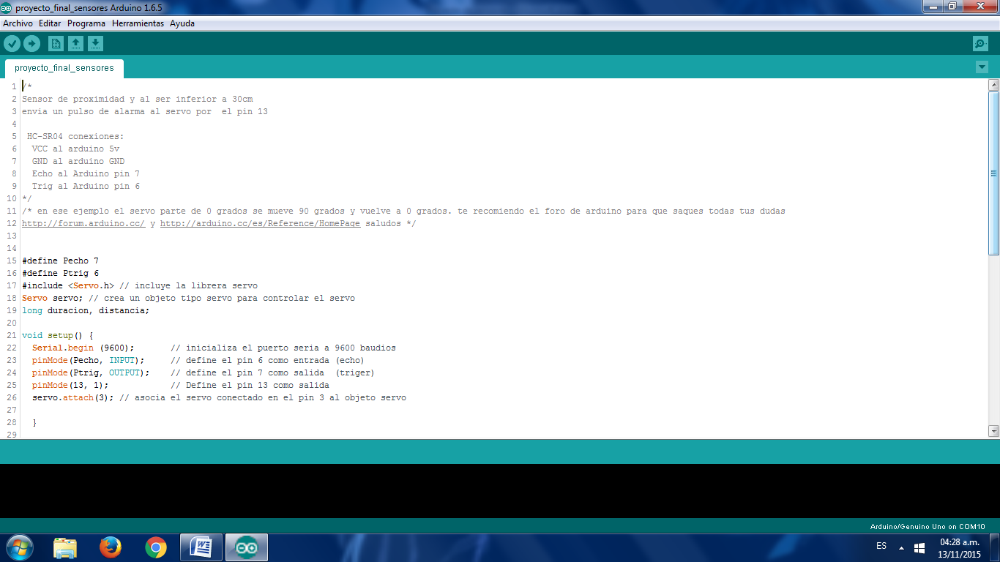 proyecto_final_sensores Arduino 1.6.5
Archivo Editar Programa Herramientas Ayuda
proyecto_final_sensores
1 /*
2 Sensor de proximidad y al ser inferior a 30cm
3 envia un pulso de alarma al servo por  el pin 13
4
5  HC-SR04 conexiones:
6   VCC al arduino 5v
7   GND al arduino GND
8   Echo al Arduino pin 7
9   Trig al Arduino pin 6
10 */
11 /* en ese ejemplo el servo parte de 0 grados se mueve 90 grados y vuelve a 0 grados. te recomiendo el foro de arduino para que saques todas tus dudas
12 http://forum.arduino.cc/ y http://arduino.cc/es/Reference/HomePage saludos */
13
14
15 #define Pecho 7
16 #define Ptrig 6
17 #include <Servo.h> // incluye la librera servo
18 Servo servo; // crea un objeto tipo servo para controlar el servo
19 long duracion, distancia;
20
21 void setup() {
22   Serial.begin (9600);       // inicializa el puerto seria a 9600 baudios
23   pinMode(Pecho, INPUT);     // define el pin 6 como entrada (echo)
24   pinMode(Ptrig, OUTPUT);    // define el pin 7 como salida  (triger)
25   pinMode(13, 1);            // Define el pin 13 como salida
26   servo.attach(3); // asocia el servo conectado en el pin 3 al objeto servo
27
28   }
29
Arduino/Genuino Uno on COM10
ES
04:28 a.m.
13/11/2015